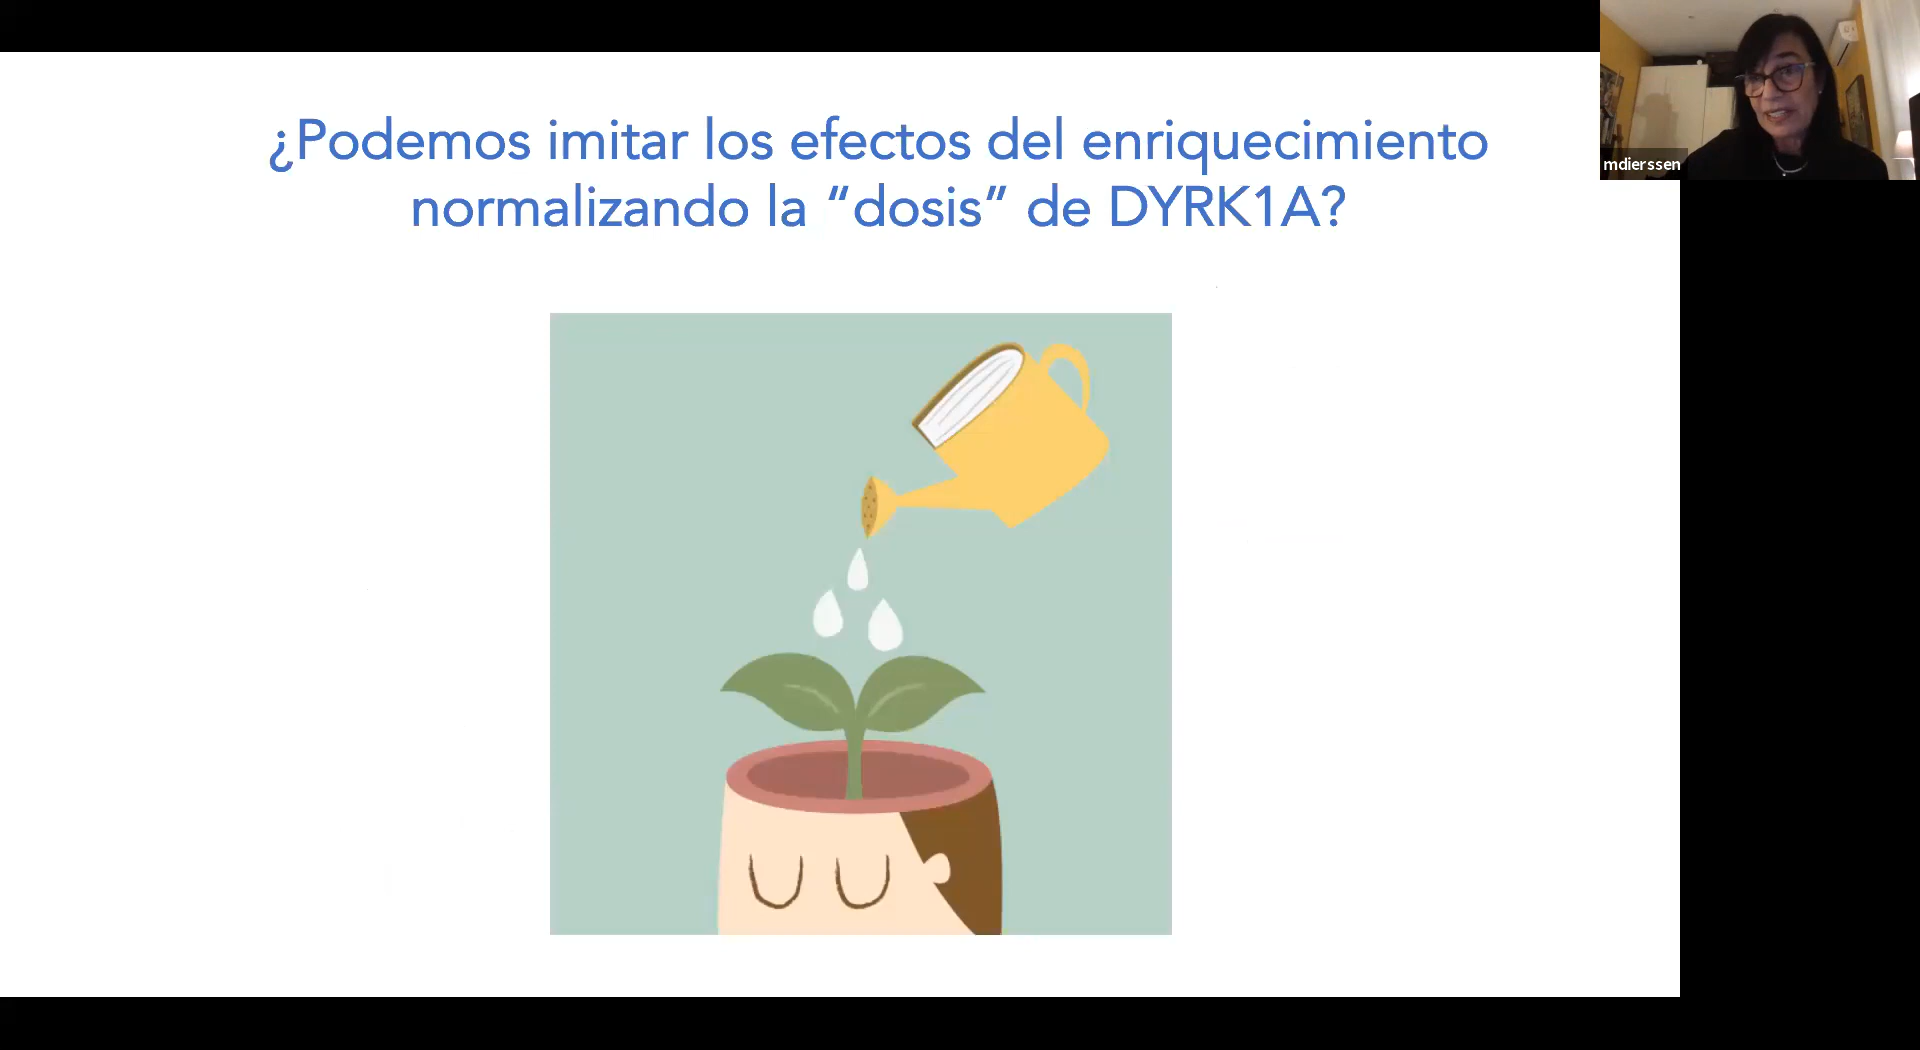 ¿Podemos imitar los efectos del enriquecimiento
normalizando la “dosis” de DYRK1A?
mdierssen